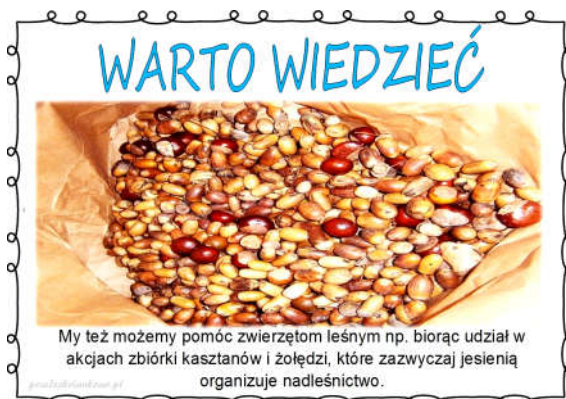 WARTO WIEDZIEĆ
My też możemy pomóc zwierzętom leśnym np. biorąc udział w
akcjach zbiórki kasztanów i żołędzi, które zazwyczaj jesienią
organizuje nadleśnictwo.